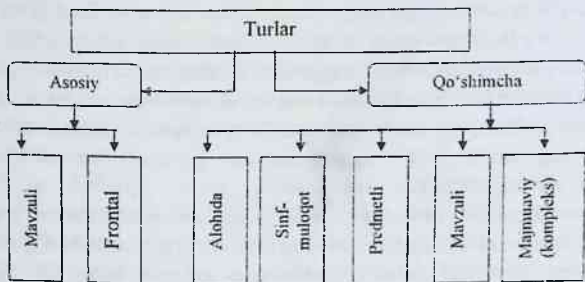 Turlar
Asosiy
Qo‘shimcha
Mavzuli
Frontal
Alohida
Sinf-
muloqot
Predmetli
Mavzuli
Majmuaviy
(kompleks)